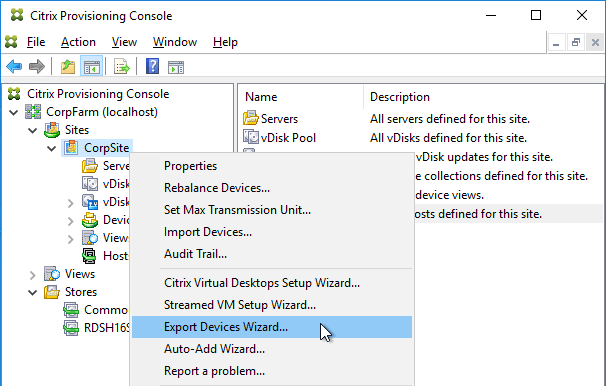 Citrix Provisioning Console
File Action View Window Help
Citrix Provisioning Console
CorpFarm (localhost)
Sites
CorpSite
Serve
vDisk
vDisk
Devic
Views
Hosts
Views
Stores
Common
RDSH16S
Name Description
Servers All servers defined for this site.
vDisk Pool All vDisks defined for this site.
vDisk updates for this site.
e collections defined for this site.
device views.
osts defined for this site.
Properties
Rebalance Devices...
Set Max Transmission Unit...
Import Devices...
Audit Trail...
Citrix Virtual Desktops Setup Wizard...
Streamed VM Setup Wizard...
Export Devices Wizard...
Auto-Add Wizard...
Report a problem...